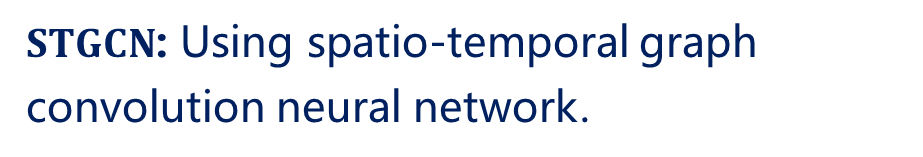 STGCN: Using spatio-temporal graph
convolution neural network.